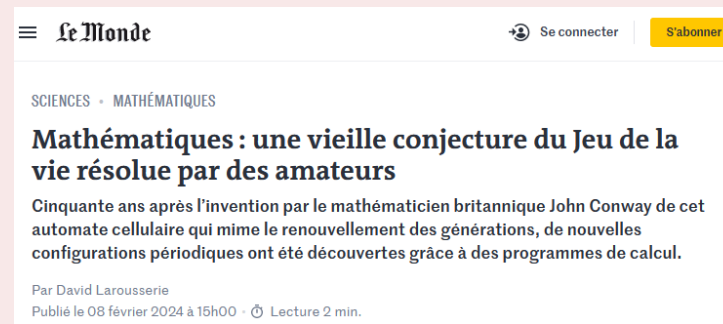 Le Monde
Se connecter
S'abonner
SCIENCES • MATHÉMATIQUES
Mathématiques : une vieille conjecture du Jeu de la
vie résolue par des amateurs
Cinquante ans après l'invention par le mathématicien britannique John Conway de cet
automate cellulaire qui mime le renouvellement des générations, de nouvelles
configurations périodiques ont été découvertes grâce à des programmes de calcul.
Par David Larousserie
Publié le 08 février 2024 à 15h00 • Lecture 2 min.